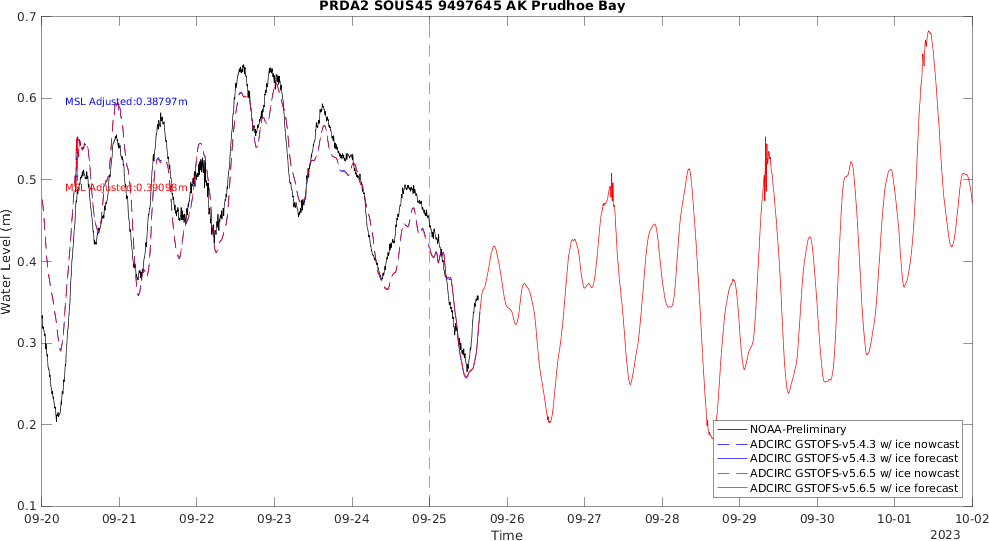 PRDA2 SOUS45 9497645 AK Prudhoe Bay
0.7
0.6
0.5
0.4
0.3
0.2
0.1
Water Level (m)
MSL Adjusted:0.38797m
MSL Adjusted:0.39098m
NOAA-Preliminary
ADCIRC GSTOFS-v5.4.3 w/ ice nowcast
ADCIRC GSTOFS-v5.4.3 w/ ice forecast
ADCIRC GSTOFS-v5.6.5 w/ ice nowcast
ADCIRC GSTOFS-v5.6.5 w/ ice forecast
09-20 09-21 09-22 09-23 09-24 09-25 09-26 09-27 09-28 09-29 09-30 10-01 10-02
Time
2023